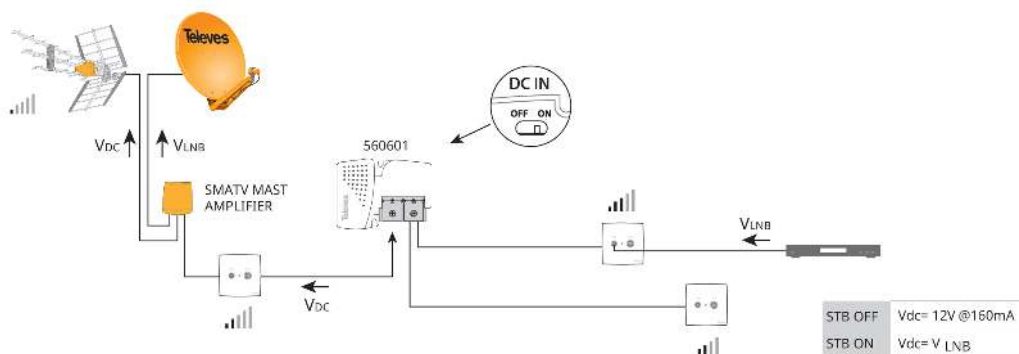 Televes
DC IN
OFF ON
VDC
VLNB
560601
SMATV MAST
AMPLIFIER
Televes
VLNB
VDC
STB OFF Vdc= 12V @160mA
STB ON Vdc= V LNB